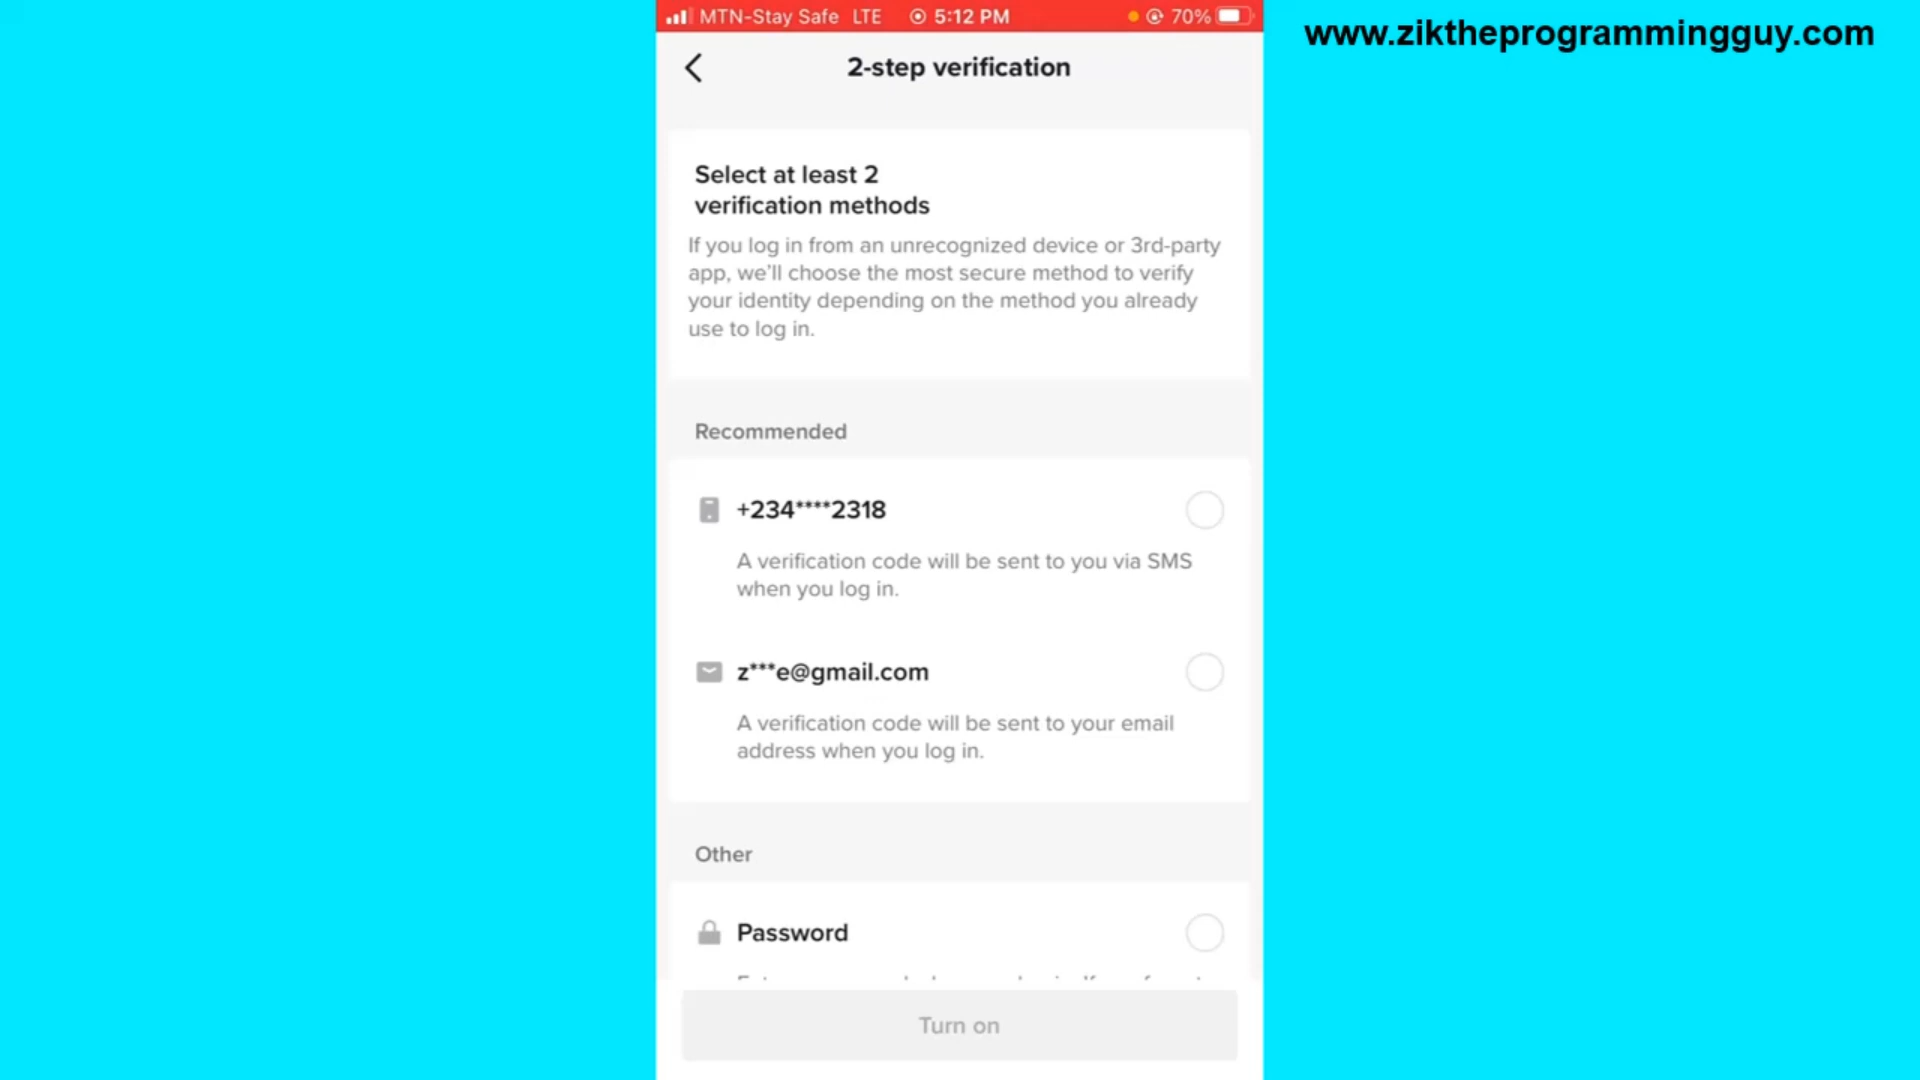 MTN-Stay Safe LTE 5:12 PM 70%
www.ziktheprogrammingguy.com
2-step verification
Select at least 2
verification methods
If you log in from an unrecognized device or 3rd-party
app, we'll choose the most secure method to verify
your identity depending on the method you already
use to log in.
Recommended
+234****2318
A verification code will be sent to you via SMS
when you log in.
z***e@gmail.com
A verification code will be sent to your email
address when you log in.
Other
Password
Turn on